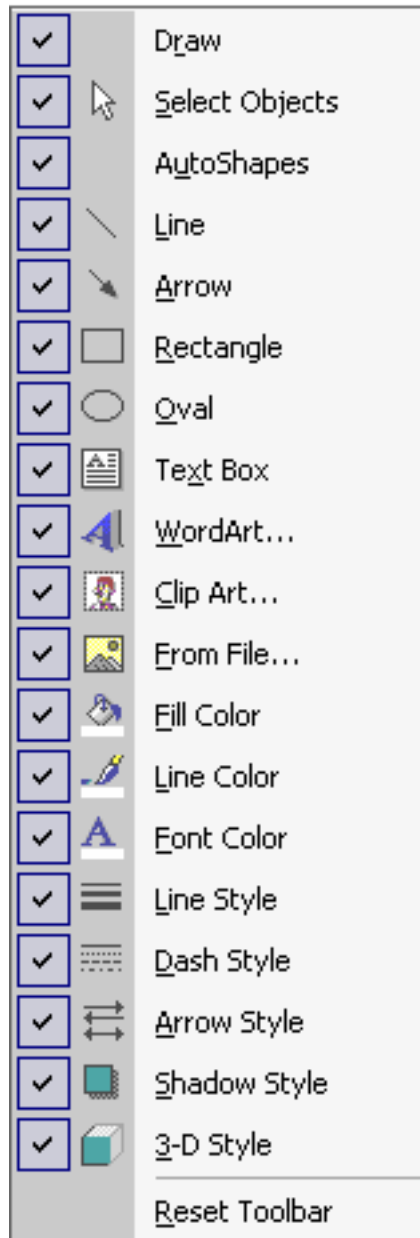 Draw
Select Objects
AutoShapes
Line
Arrow
Rectangle
Oval
Text Box
WordArt...
Clip Art...
From File...
Fill Color
Line Color
Font Color
Line Style
Dash Style
Arrow Style
Shadow Style
3-D Style
Reset Toolbar